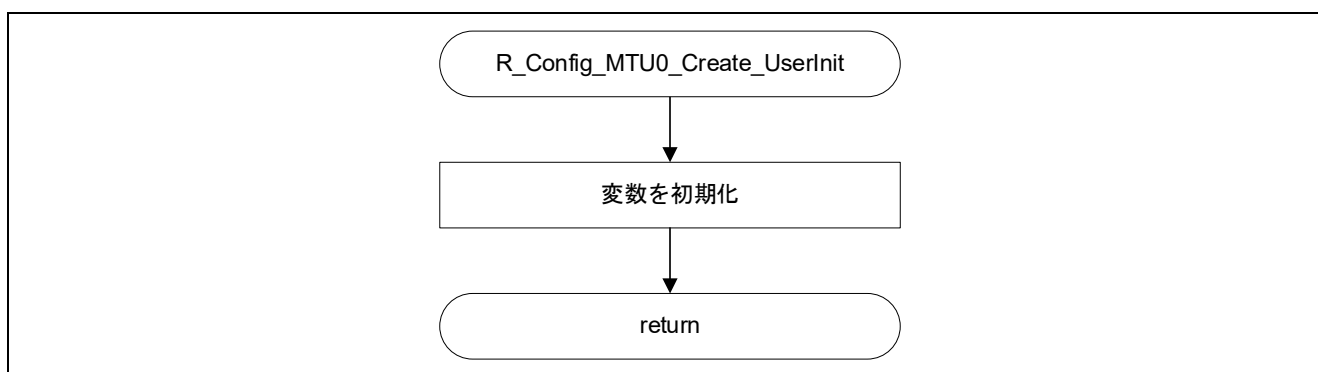 R_Config_MTU0_Create_UserInit
変数を初期化
return